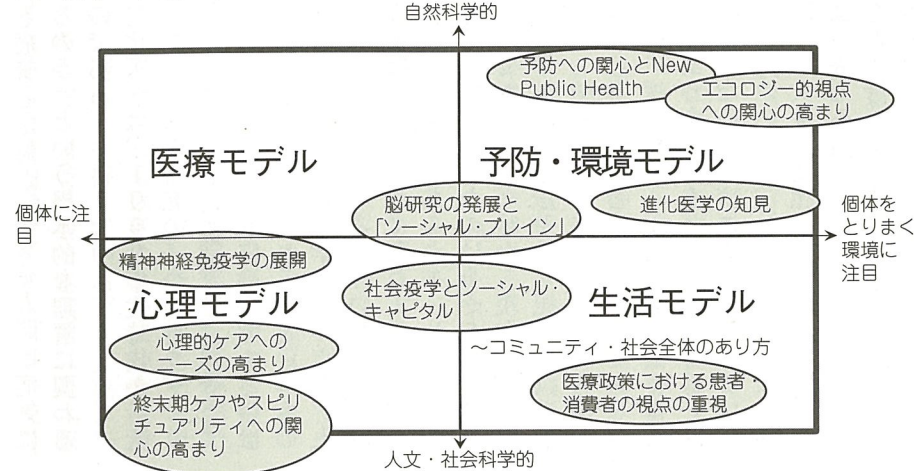 自然科学的
予防への関心とNew
Public Health
エコロジー的視点
への関心の高まり
医療モデル
予防・環境モデル
脳研究の発展と
「ソーシャル・ブレイン」
進化医学の知見
個体に注
目
個体を
とりまく
環境に
注目
精神神経免疫学の展開
心理モデル
社会疫学とソーシャル・
キャピタル
生活モデル
心理的ケアへの
ニーズの高まり
～コミュニティ・社会全体のあり方
終末期ケアやスピリ
チュアリティへの関
心の高まり
医療政策における患者・
消費者の視点の重視
人文・社会科学的